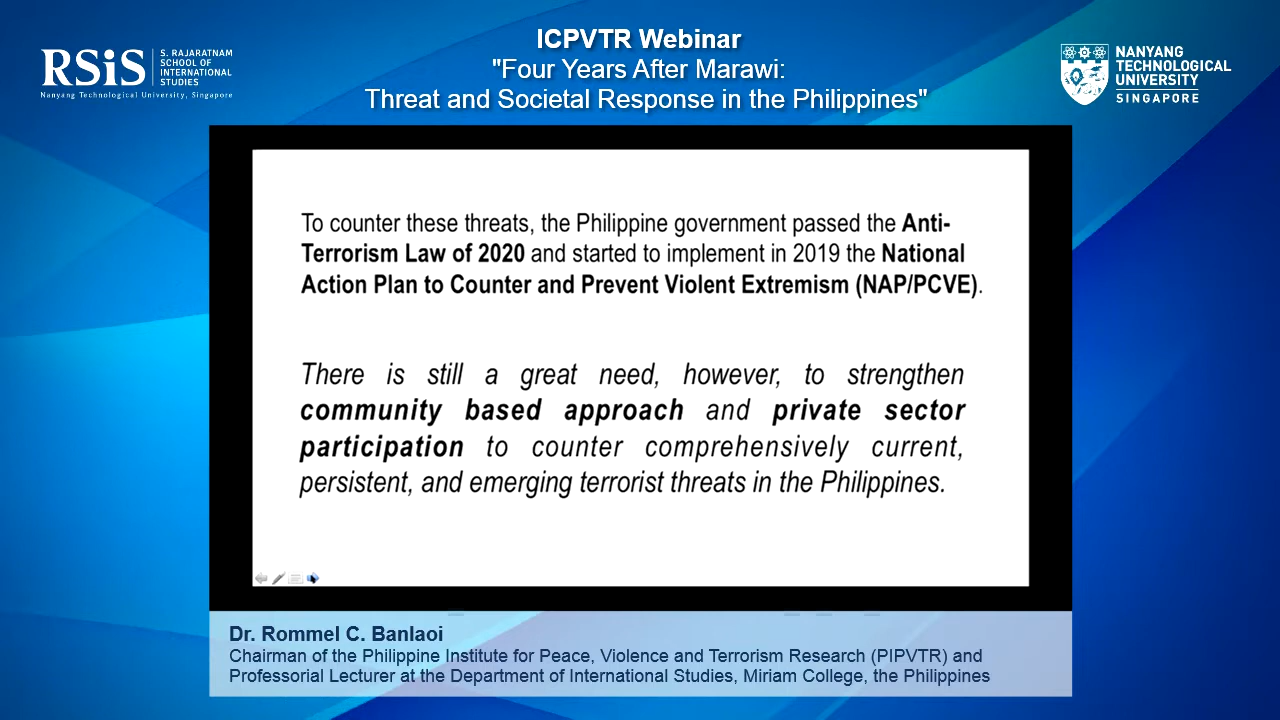 RSiS
S. RAJARATNAM
SCHOOL OF
INTERNATIONAL
STUDIES
Nanyang Technological University, Singapore
ICPVTR Webinar
"Four Years After Marawi:
Threat and Societal Response in the Philippines"
NANYANG
TECHNOLOGICAL
UNIVERSITY
SINGAPORE
To counter these threats, the Philippine government passed the Anti-
Terrorism Law of 2020 and started to implement in 2019 the National
Action Plan to Counter and Prevent Violent Extremism (NAP/PCVE).
There is still a great need, however, to strengthen
community based approach and private sector
participation to counter comprehensively current,
persistent, and emerging terrorist threats in the Philippines.
Dr. Rommel C. Banlaoi
Chairman of the Philippine Institute for Peace, Violence and Terrorism Research (PIPVTR) and
Professorial Lecturer at the Department of International Studies, Miriam College, the Philippines